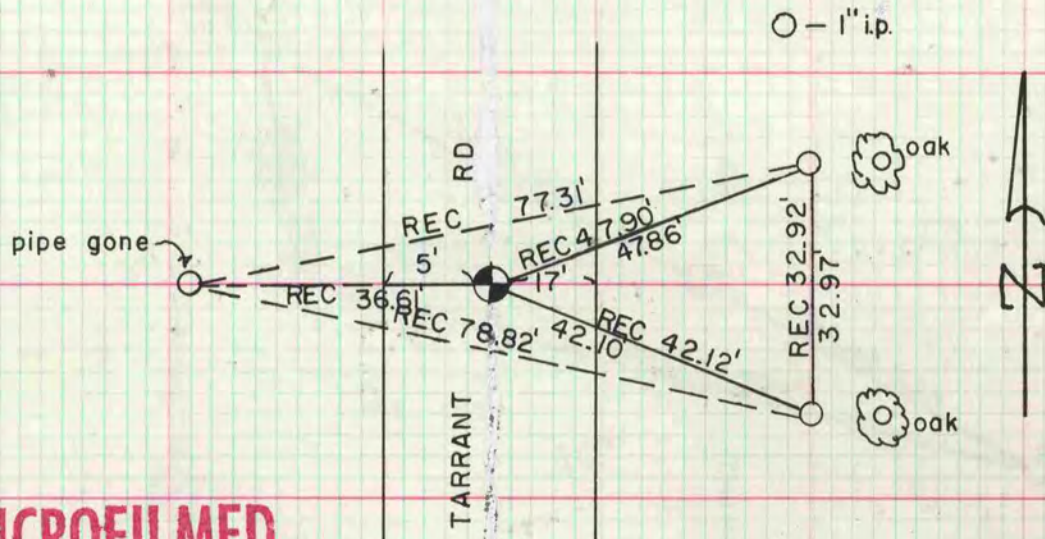 ○ – 1" i.p.
oak
RD
REC 77.31'
pipe gone
REC 47.90'
47.86'
5'
17'
REC 36.61'
REC 32.92'
32.97'
REC 78.82'
REC 42.12'
42.10'
N
oak
TARRANT
MICROFILMED